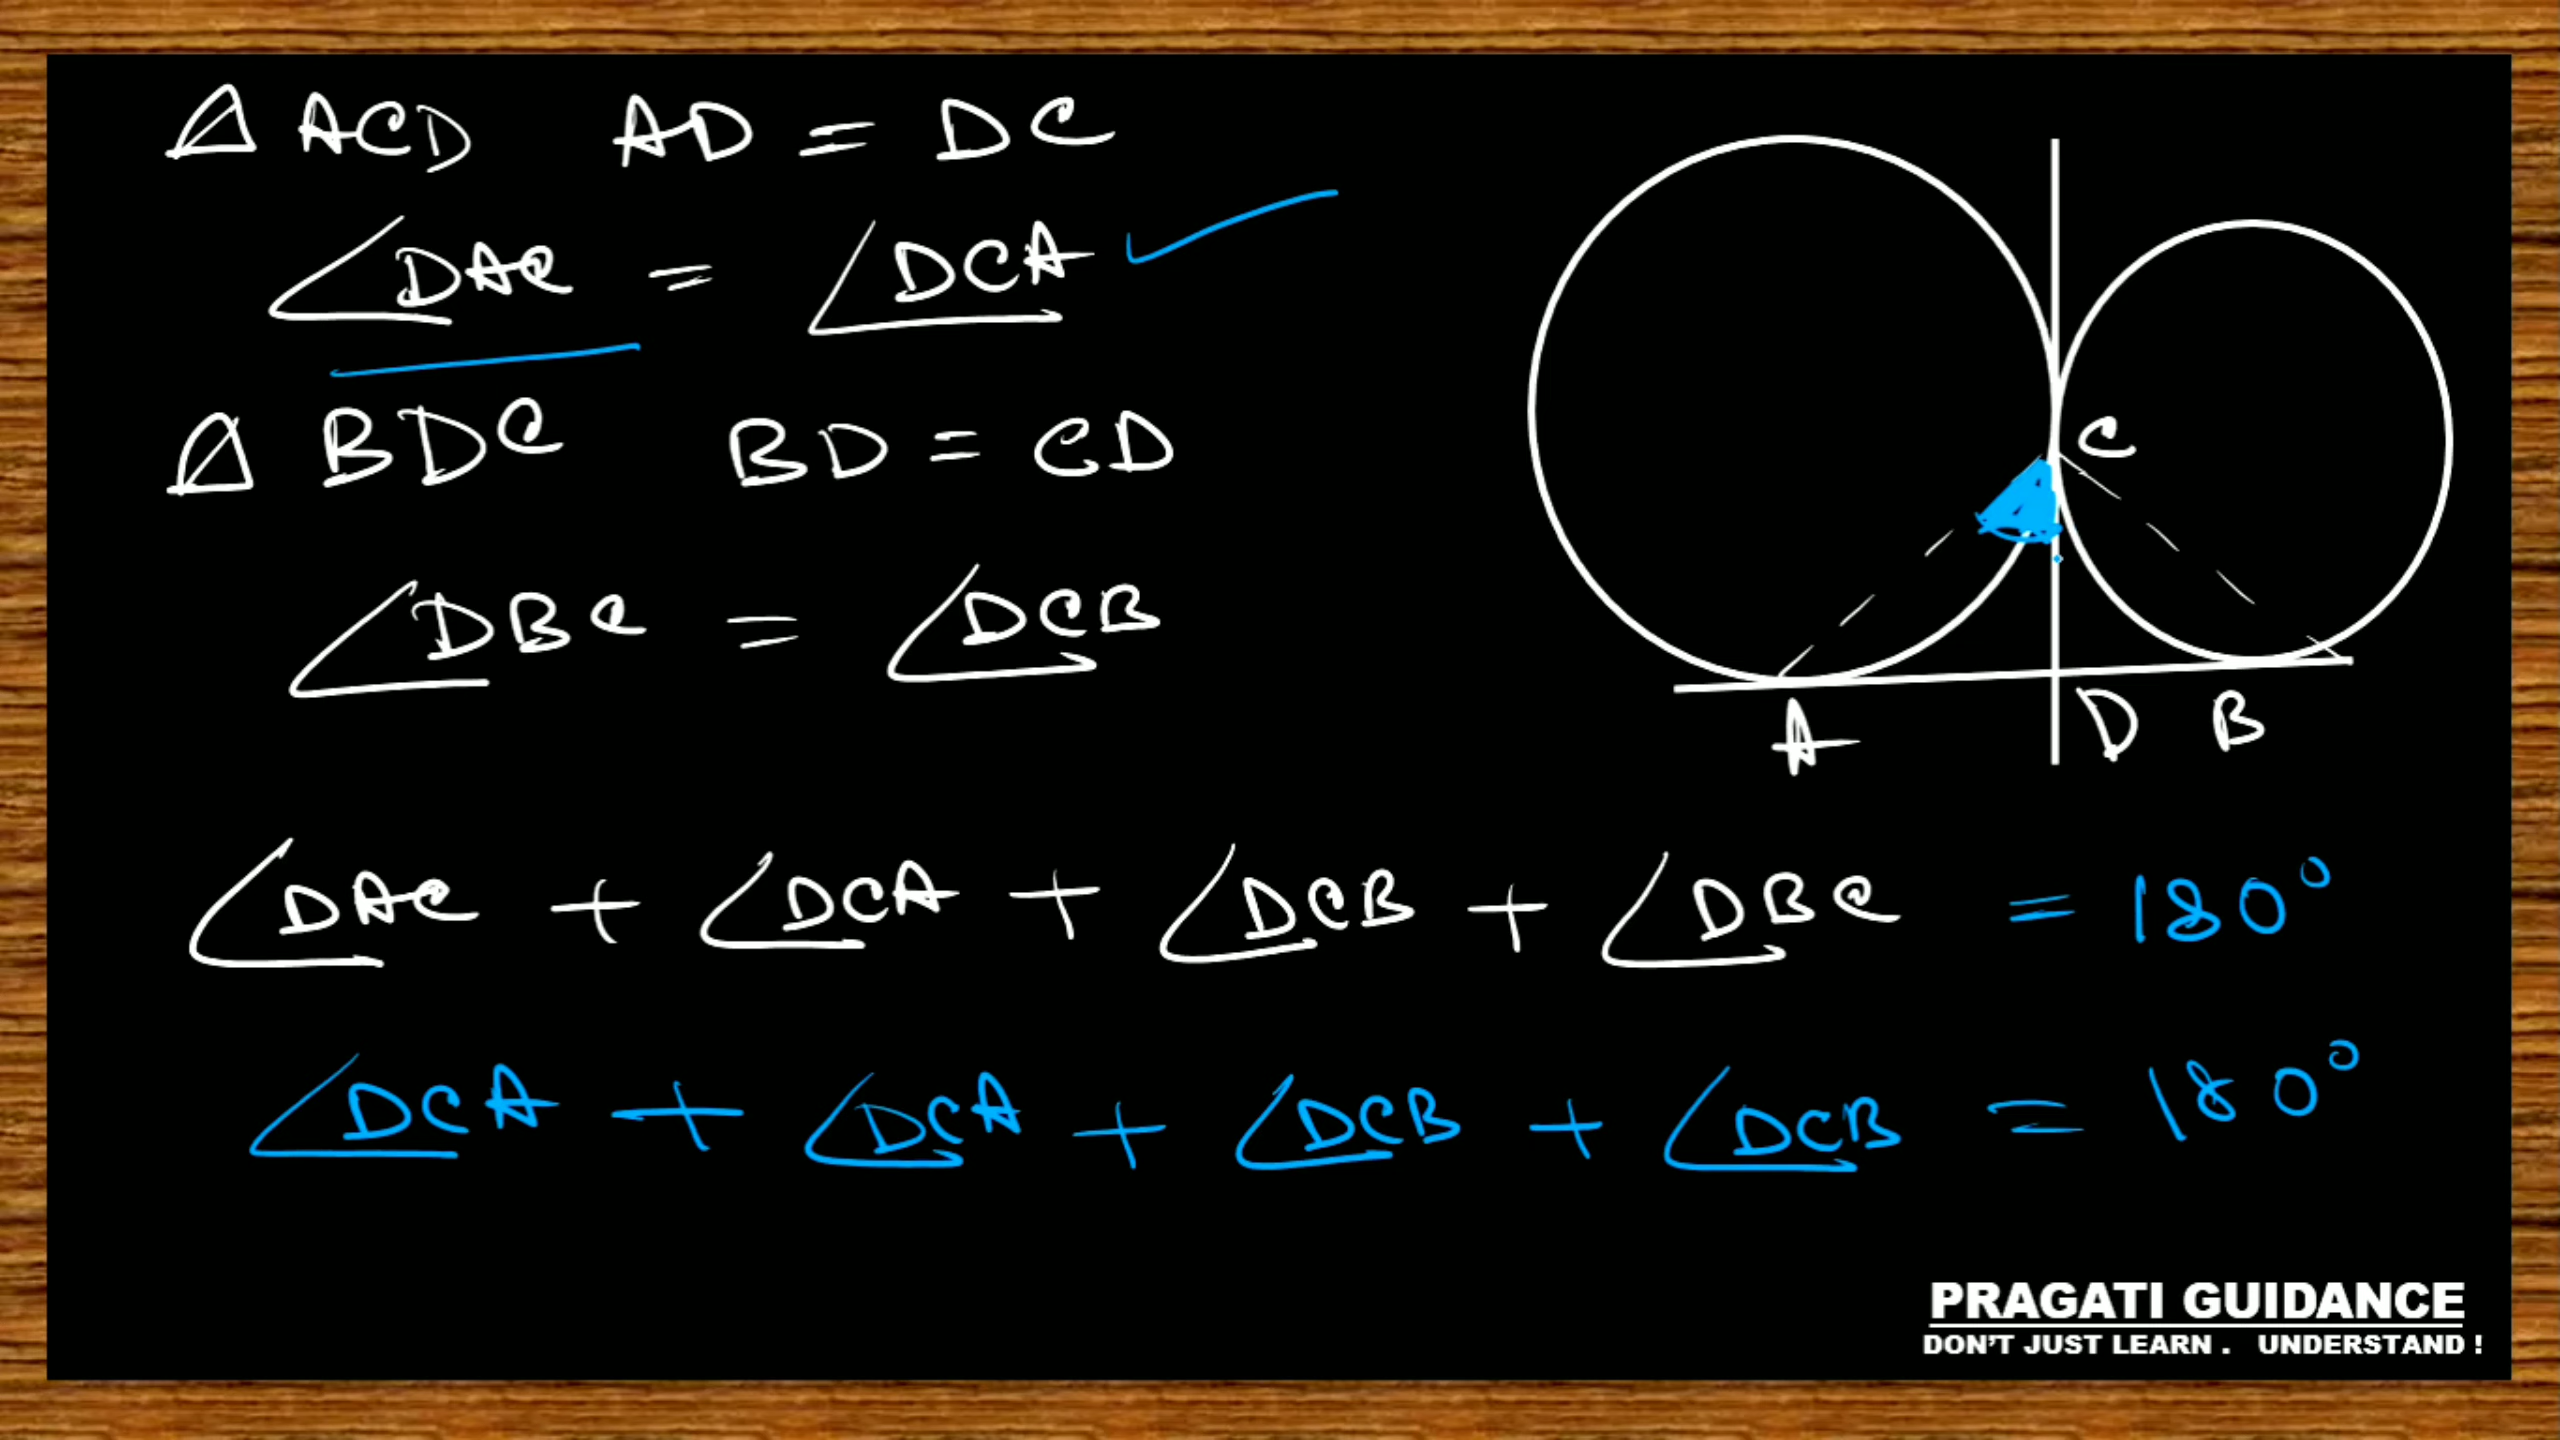 △ ACD AD = DC
∠DAC = ∠DCA ✓
△ BDC BD = CD
∠DBC = ∠DCB
C
A D B
∠DAC + ∠DCA + ∠DCB + ∠DBC = 180°
∠DCA + ∠DCA + ∠DCB + ∠DCB = 180°
PRAGATI GUIDANCE
DON'T JUST LEARN . UNDERSTAND !